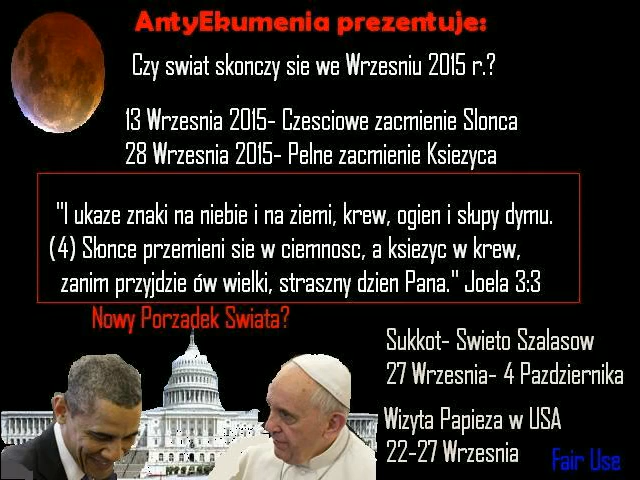 AntyEkumenia prezentuje:
Czy swiat skonczy sie we Wrzesniu 2015 r.?
13 Wrzesnia 2015- Czesciowe zacmienie Slonca
28 Wrzesnia 2015- Pelne zacmienie Ksiezyca
"I ukaze znaki na niebie i na ziemi, krew, ogien i słupy dymu.
(4) Słonce przemieni sie w ciemnosc, a ksiezyc w krew,
zanim przyjdzie ów wielki, straszny dzien Pana." Joela 3:3
Nowy Porzadek Swiata?
Sukkot- Swieto Szalasow
27 Wrzesnia- 4 Pazdziernika
Wizyta Papieza w USA
22-27 Wrzesnia
Fair Use